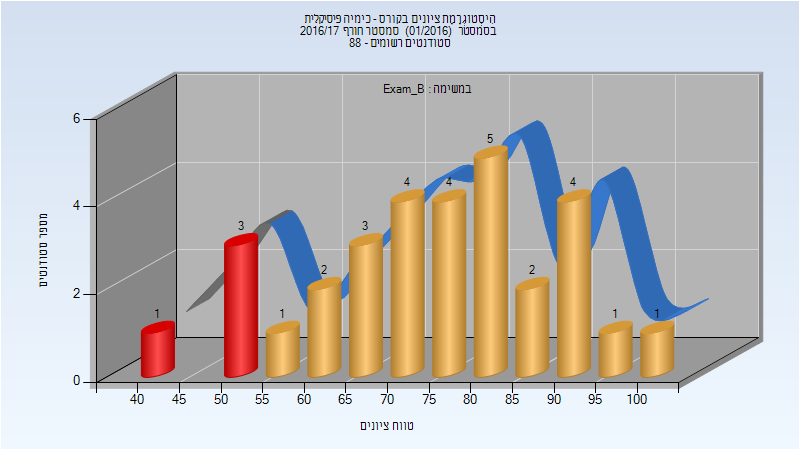 היסטוגרמת ציונים בקורס - כימיה פיסיקלית
בסמסטר (01/2016) סמסטר חורף 2016/17
סטודנטים רשומים - 88
במשימה : Exam_B
מספר סטודנטים
6
4
2
0
1
3
1
2
3
4
4
5
2
4
1
1
40 45 50 55 60 65 70 75 80 85 90 95 100
טווח ציונים